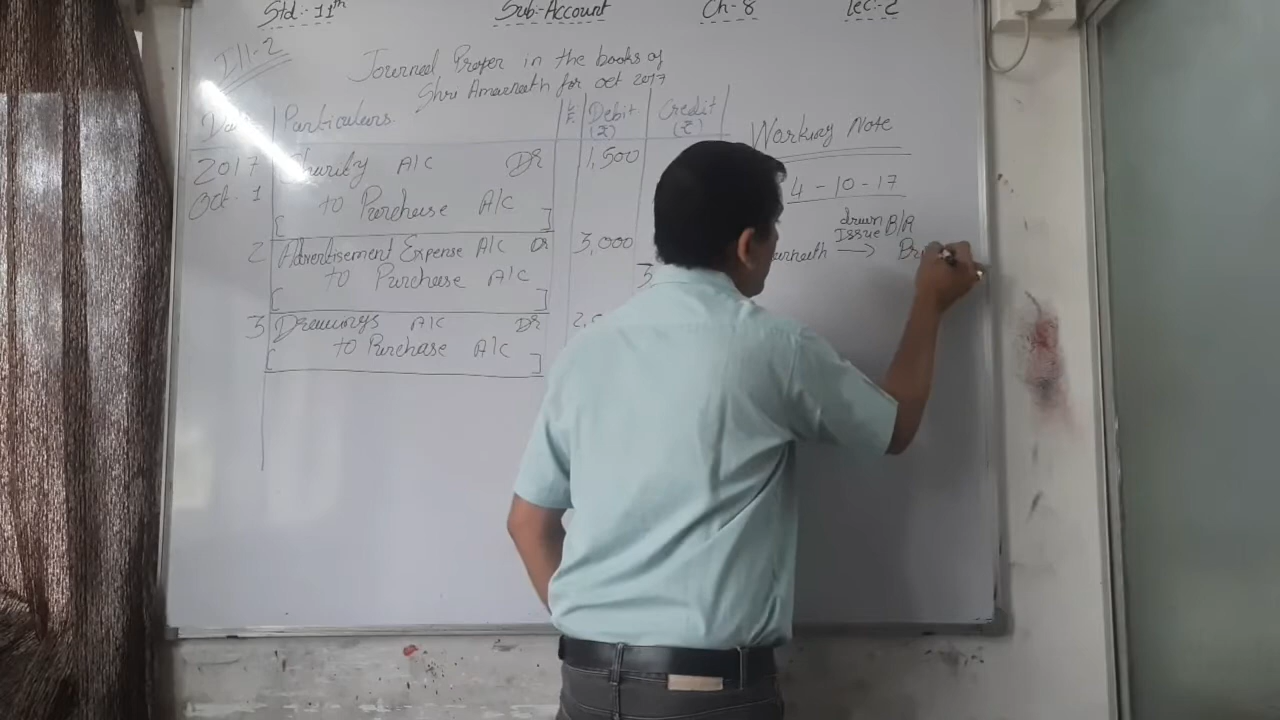 Std:- 11th Sub-Account Ch-8 Lec:-2
Ill-2
Journal Proper in the books of
Shri Amarnath for oct 2017
Particulars L.F. Debit (₹) Credit (₹)
2017 Charity A/C Dr 1,500
Oct. 1 to Purchase A/C
2 Advertisement Expense A/C Dr 3,000
to Purchase A/C 3
3 Drawings A/C Dr
to Purchase A/C
Working Note
4-10-17
drawn
Issue B/R